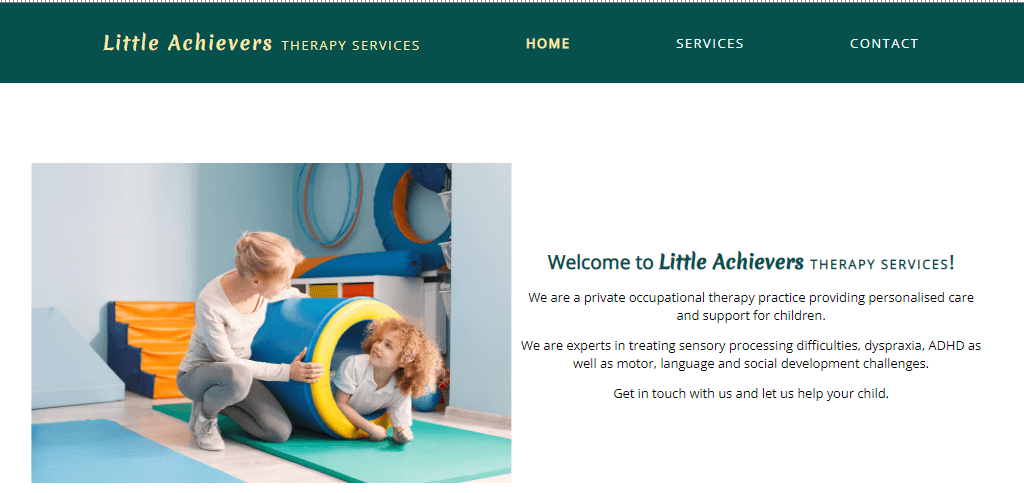 Little Achievers THERAPY SERVICES
HOME
SERVICES
CONTACT
Welcome to Little Achievers THERAPY SERVICES!
We are a private occupational therapy practice providing personalised care
and support for children.
We are experts in treating sensory processing difficulties, dyspraxia, ADHD as
well as motor, language and social development challenges.
Get in touch with us and let us help your child.